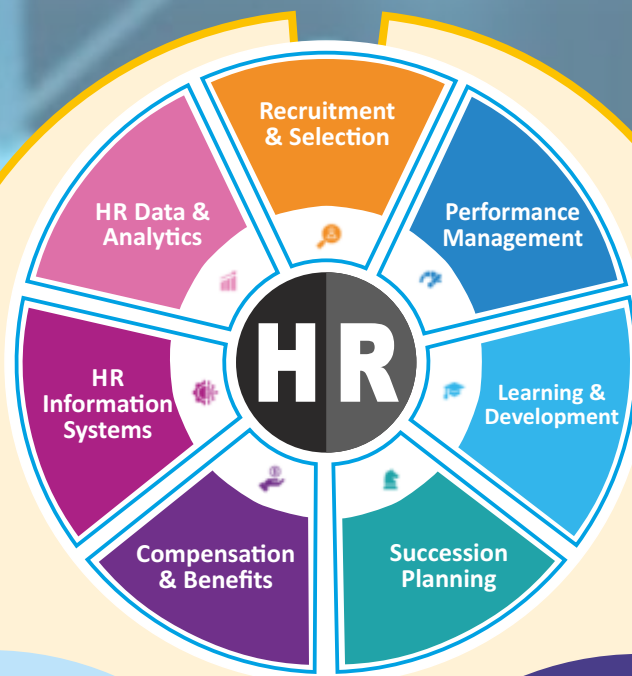 Recruitment
& Selection
Performance
Management
Learning &
Development
Succession
Planning
Compensation
& Benefits
HR
Information
Systems
HR Data &
Analytics
HR